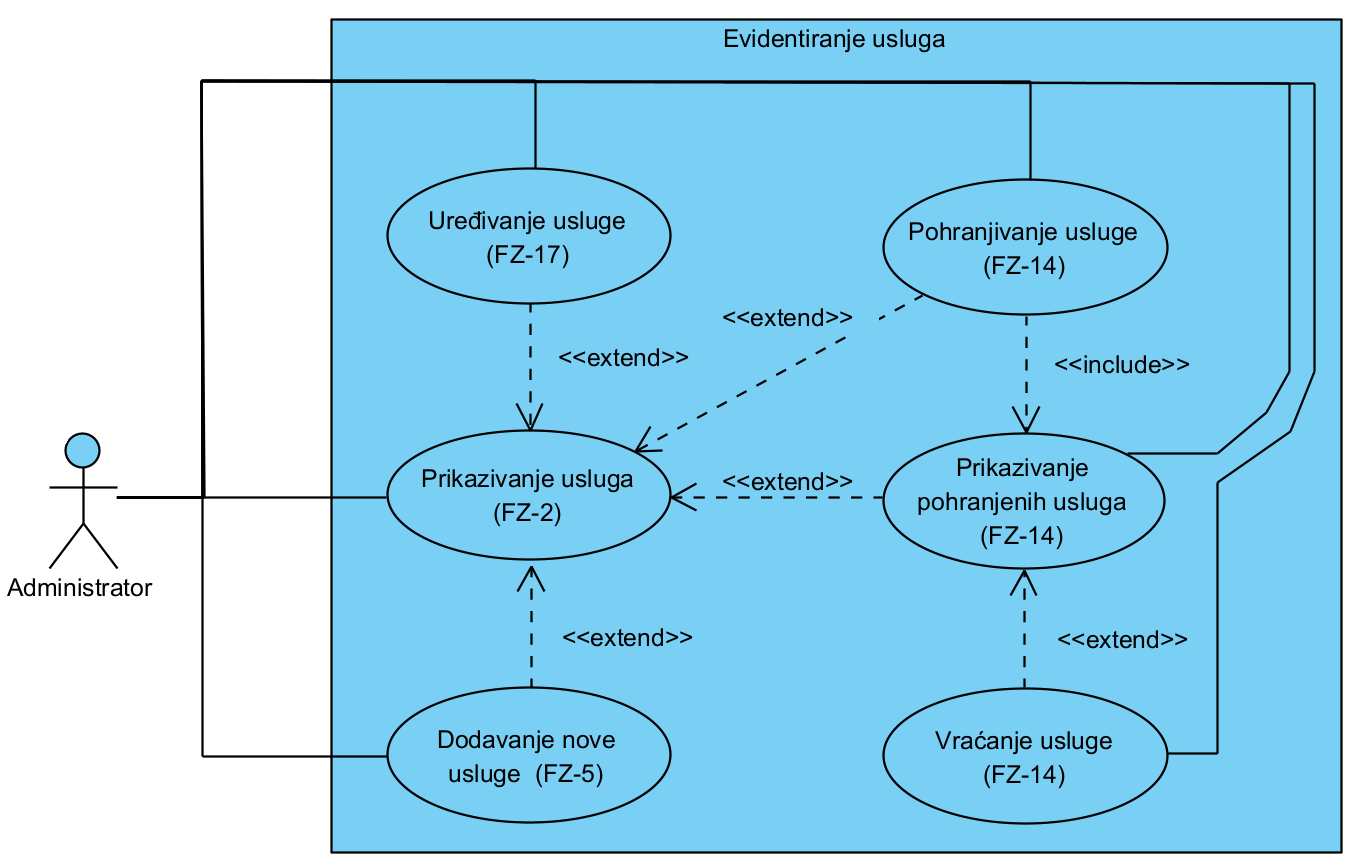 Evidentiranje usluga
Uređivanje usluge
(FZ-17)
Pohranjivanje usluge
(FZ-14)
<<extend>>
<<extend>>
<<include>>
Prikazivanje usluga
(FZ-2)
<<extend>>
Prikazivanje
pohranjenih usluga
(FZ-14)
Administrator
<<extend>>
<<extend>>
Dodavanje nove
usluge (FZ-5)
Vraćanje usluge
(FZ-14)